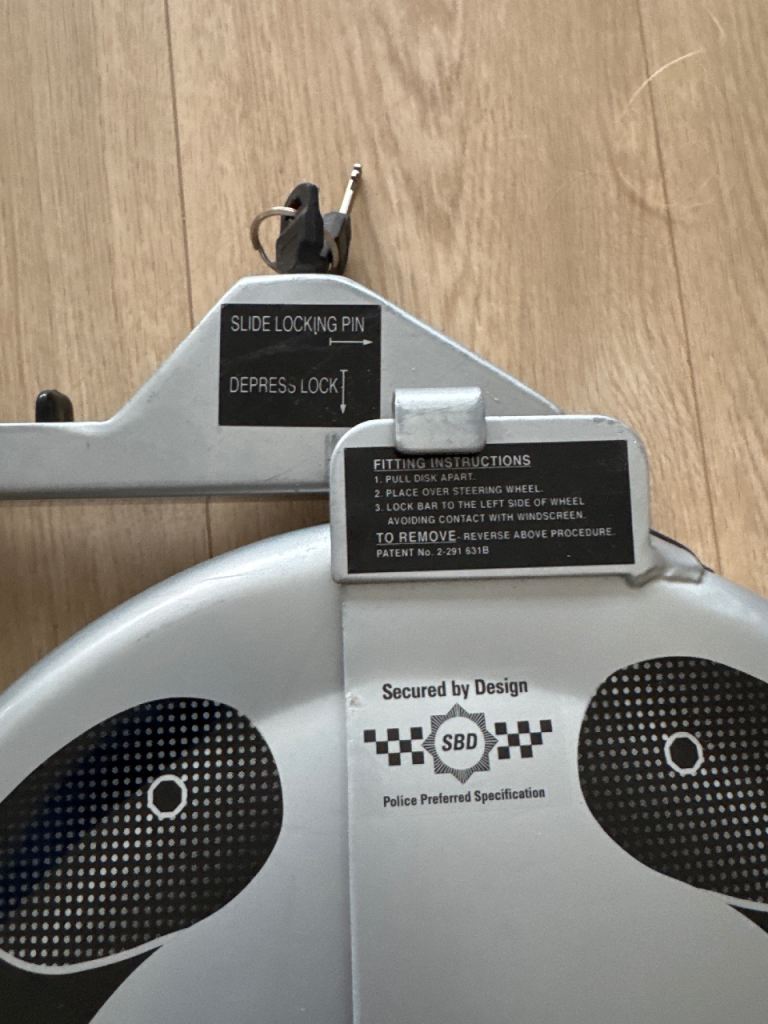 SLIDE LOCKING PIN
DEPRESS LOCK
FITTING INSTRUCTIONS
1. PULL DISK APART.
2. PLACE OVER STEERING WHEEL.
3. LOCK BAR TO THE LEFT SIDE OF WHEEL
AVOIDING CONTACT WITH WINDSCREEN.
TO REMOVE - REVERSE ABOVE PROCEDURE.
PATENT No. 2-291 631B
Secured by Design
SBD
Police Preferred Specification